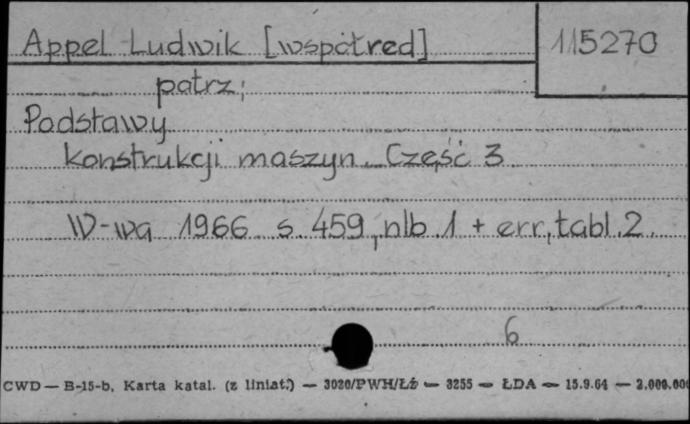 Appel Ludwik [współred] 115270
patrz:
Podstawy
konstrukcji maszyn. Część 3
W-wa 1966 s. 459, nlb. 1 + err, tabl. 2.
6
CWD — B-15-b, Karta katal. (z liniat.) — 3020/PWH/Łź — 3255 — ŁDA — 15.9.64 — 2.000.000